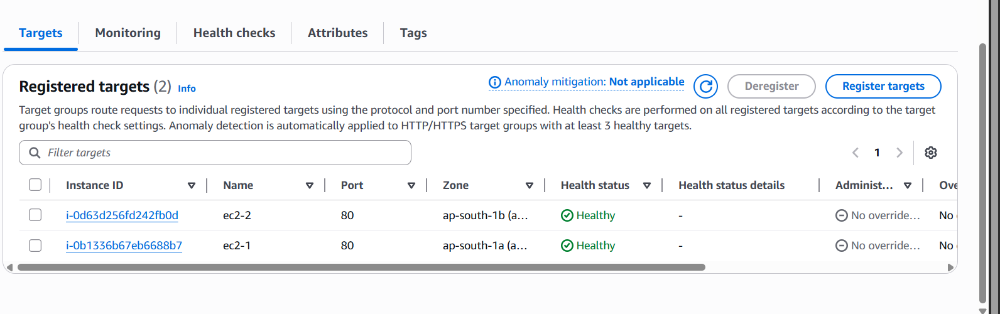 Targets Monitoring Health checks Attributes Tags
Registered targets (2) Info Anomaly mitigation: Not applicable Deregister Register targets
Target groups route requests to individual registered targets using the protocol and port number specified. Health checks are performed on all registered targets according to the target
group's health check settings. Anomaly detection is automatically applied to HTTP/HTTPS target groups with at least 3 healthy targets.
Filter targets 1
Instance ID Name Port Zone Health status Health status details Administ... Ove
i-0d63d256fd242fb0d ec2-2 80 ap-south-1b (a... Healthy - No override... No
i-0b1336b67eb6688b7 ec2-1 80 ap-south-1a (a... Healthy - No override... No